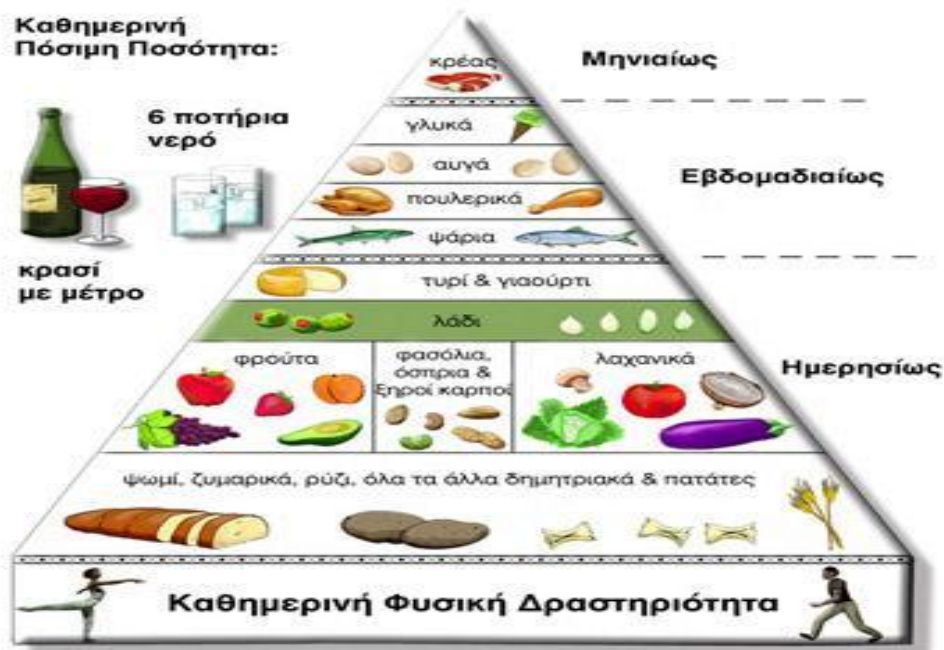 Καθημερινή
Πόσιμη Ποσότητα:
6 ποτήρια
νερό
κρασί
με μέτρο
κρέας
Μηνιαίως
γλυκά
αυγά
πουλερικά
ψάρια
Εβδομαδιαίως
τυρί & γιαούρτι
λάδι
φρούτα
φασόλια,
όσπρια &
ξηροί καρποί
λαχανικά
Ημερησίως
ψωμί, ζυμαρικά, ρύζι, όλα τα άλλα δημητριακά & πατάτες
Καθημερινή Φυσική Δραστηριότητα